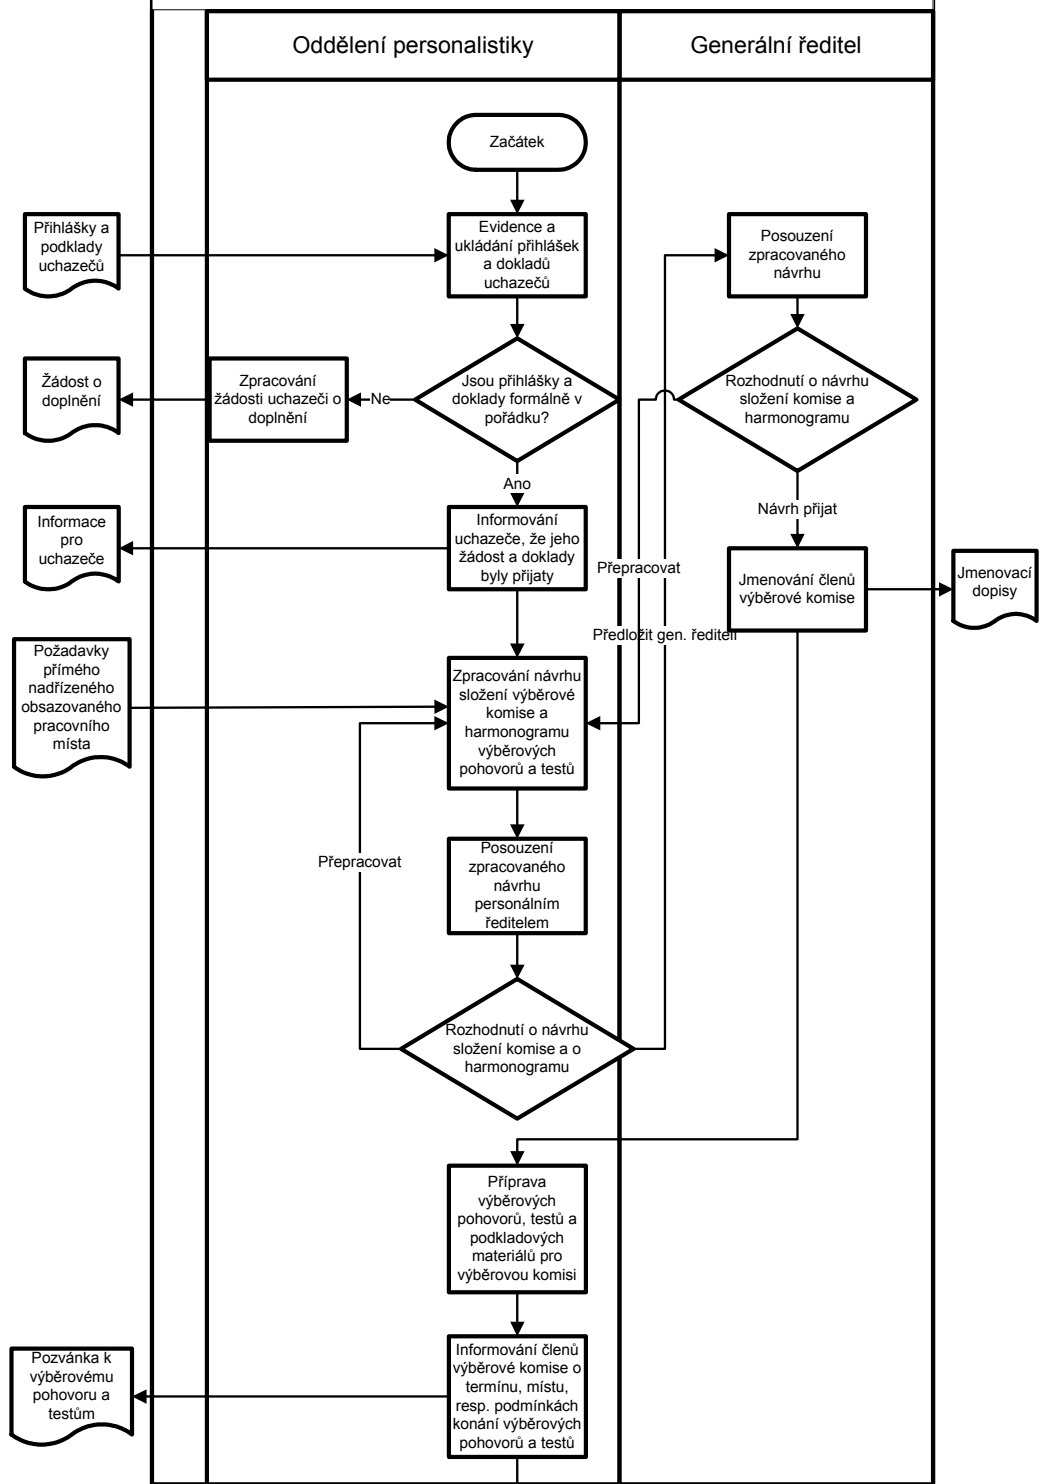 Oddělení personalistiky
Generální ředitel
Začátek
Přihlášky a
podklady
uchazečů
Evidence a
ukládání přihlášek
a dokladů
uchazečů
Posouzení
zpracovaného
návrhu
Žádost o
doplnění
Zpracování
žádosti uchazeči o
doplnění
Ne
Jsou přihlášky a
doklady formálně v
pořádku?
Rozhodnutí o návrhu
složení komise a
harmonogramu
Ano
Návrh přijat
Informace
pro
uchazeče
Informování
uchazeče, že jeho
žádost a doklady
byly přijaty
Přepracovat
Jmenování členů
výběrové komise
Jmenovací
dopisy
Předložit gen. řediteli
Požadavky
přímého
nadřízeného
obsazovaného
pracovního
místa
Zpracování návrhu
složení výběrové
komise a
harmonogramu
výběrových
pohovorů a testů
Přepracovat
Posouzení
zpracovaného
návrhu
personálním
ředitelem
Rozhodnutí o návrhu
složení komise a o
harmonogramu
Příprava
výběrových
pohovorů, testů a
podkladových
materiálů pro
výběrovou komisi
Pozvánka k
výběrovému
pohovoru a
testům
Informování členů
výběrové komise o
termínu, místu,
resp. podmínkách
konání výběrových
pohovorů a testů